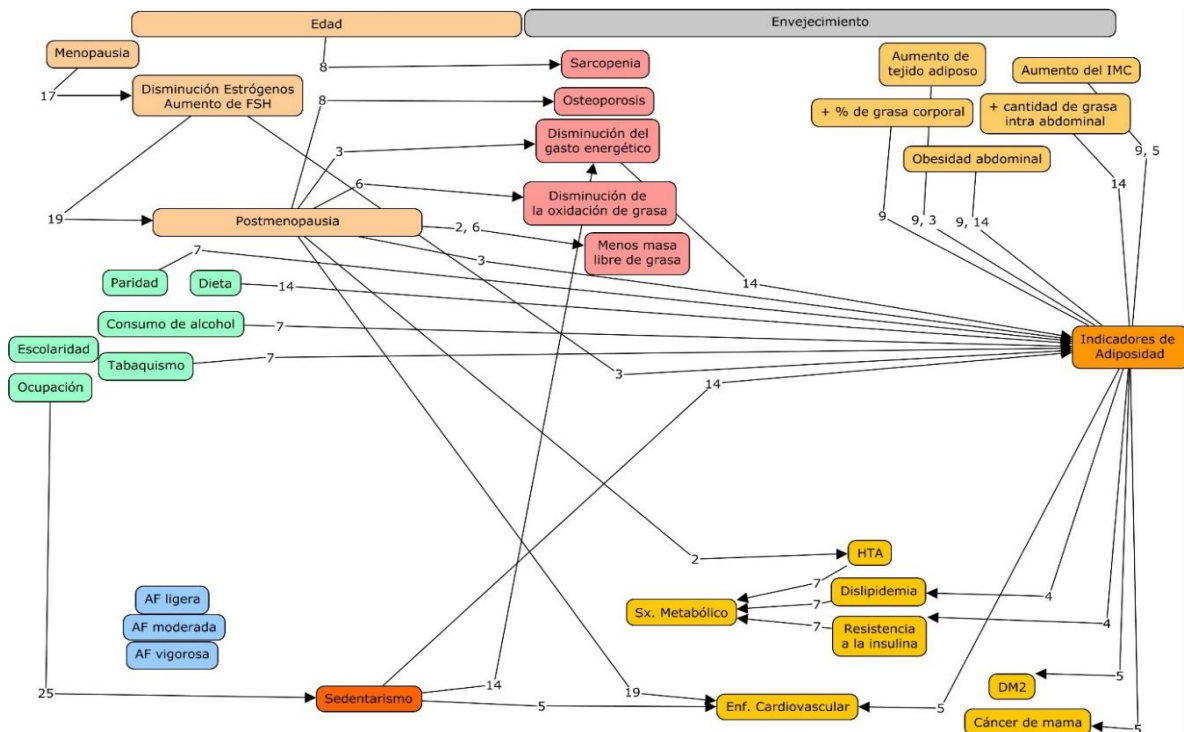 Edad
Envejecimiento
Menopausia
8
Sarcopenia
Aumento de
tejido adiposo
Aumento del IMC
17
Disminución Estrógenos
Aumento de FSH
8
Osteoporosis
+ % de grasa corporal
+ cantidad de grasa
intra abdominal
3
Disminución del
gasto energético
Obesidad abdominal
9, 5
14
6
Disminución de
la oxidación de grasa
19
Postmenopausia
2, 6
9
9, 3
9, 14
Menos masa
libre de grasa
7
3
14
Paridad
Dieta
14
Consumo de alcohol
7
Escolaridad
Tabaquismo
7
Indicadores de
Adiposidad
Ocupación
3
14
2
HTA
7
AF ligera
Dislipidemia
4
Sx. Metabólico
7
AF moderada
7
Resistencia
a la insulina
4
AF vigorosa
25
Sedentarismo
14
19
5
Enf. Cardiovascular
5
DM2
5
Cáncer de mama
5